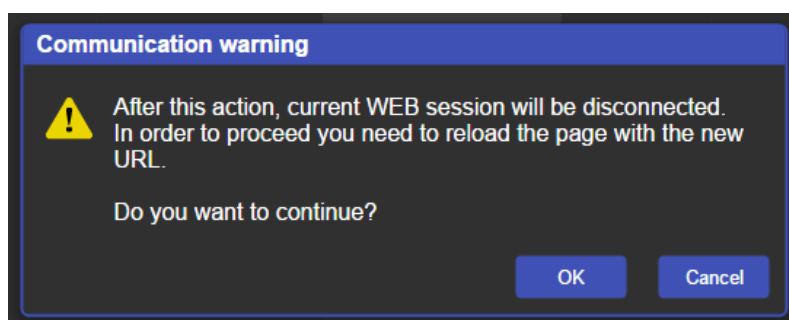 Communication warning
After this action, current WEB session will be disconnected.
In order to proceed you need to reload the page with the new
URL.
Do you want to continue?
OK
Cancel